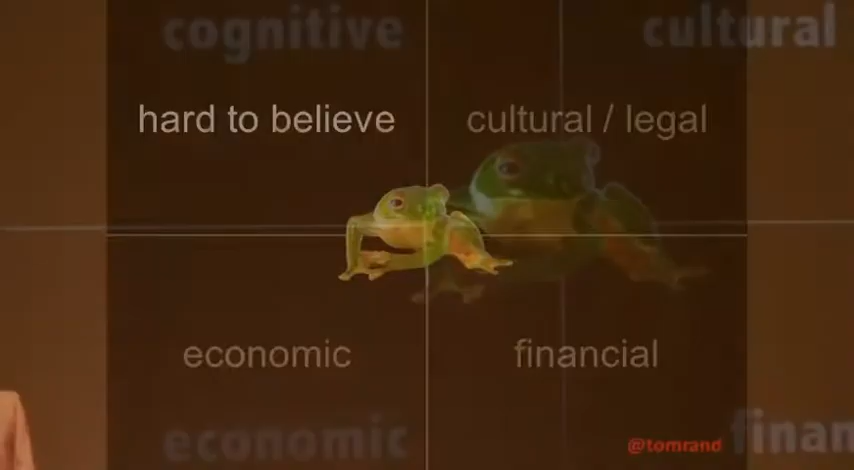 cognitive
cultural
hard to believe
cultural / legal
economic
financial
economic
@tomrand
finan